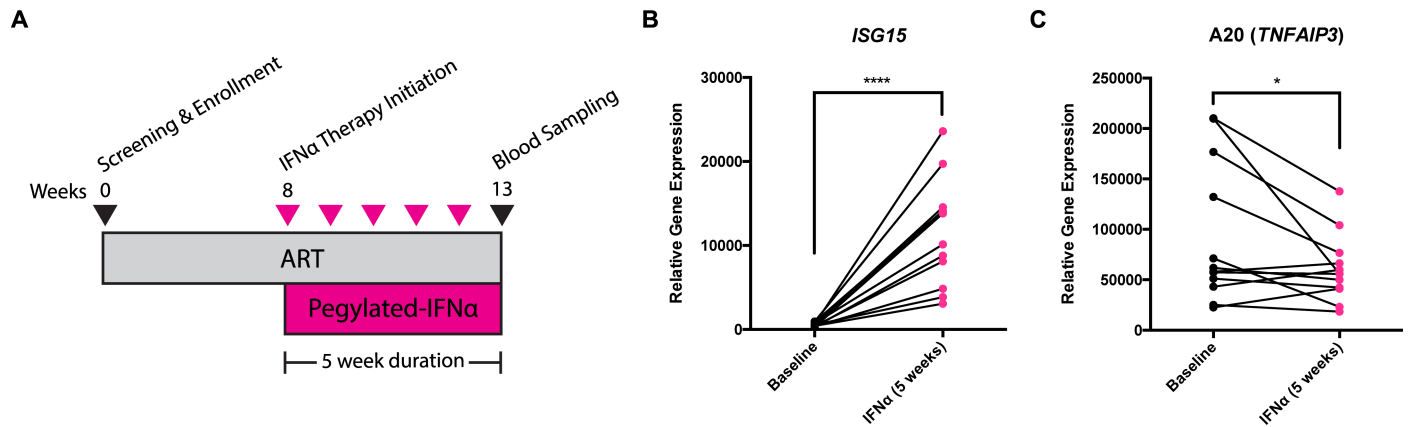 A
Screening & Enrollment
IFNα Therapy Initiation
Blood Sampling
Weeks 0 8 13
ART
Pegylated-IFNα
5 week duration
B
ISG15
Relative Gene Expression
30000
20000
10000
0
****
Baseline
IFNα (5 weeks)
C
A20 (TNFAIP3)
Relative Gene Expression
250000
200000
150000
100000
50000
0
*
Baseline
IFNα (5 weeks)